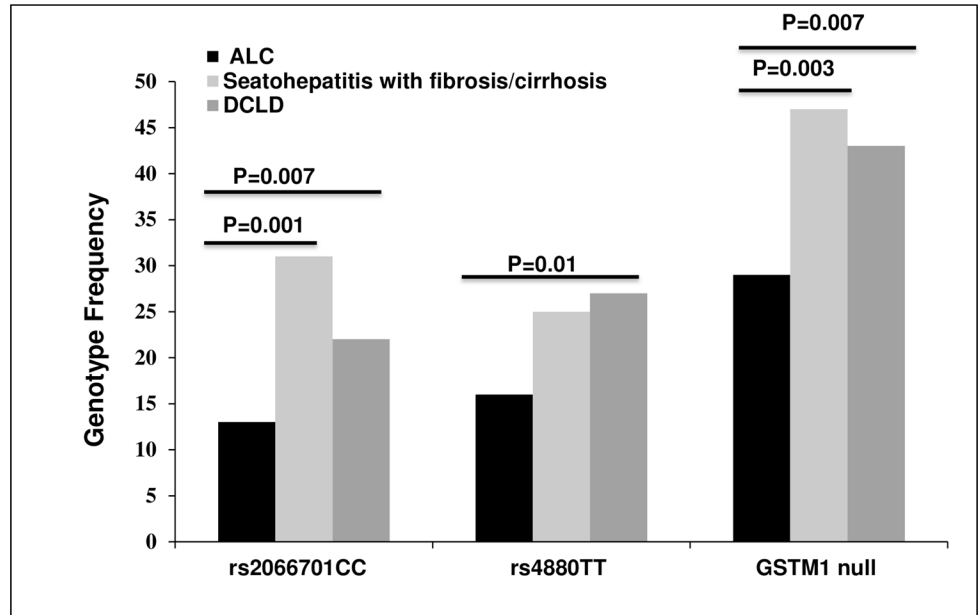 P=0.007
ALC
P=0.003
Seatohepatitis with fibrosis/cirrhosis
DCLD
P=0.007
P=0.001
P=0.01
Genotype Frequency
50
45
40
35
30
25
20
15
10
5
0
rs2066701CC
rs4880TT
GSTM1 null